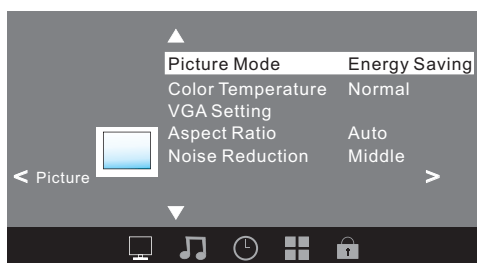 Picture Mode Energy Saving
Color Temperature Normal
VGA Setting
Aspect Ratio Auto
Noise Reduction Middle
< Picture >